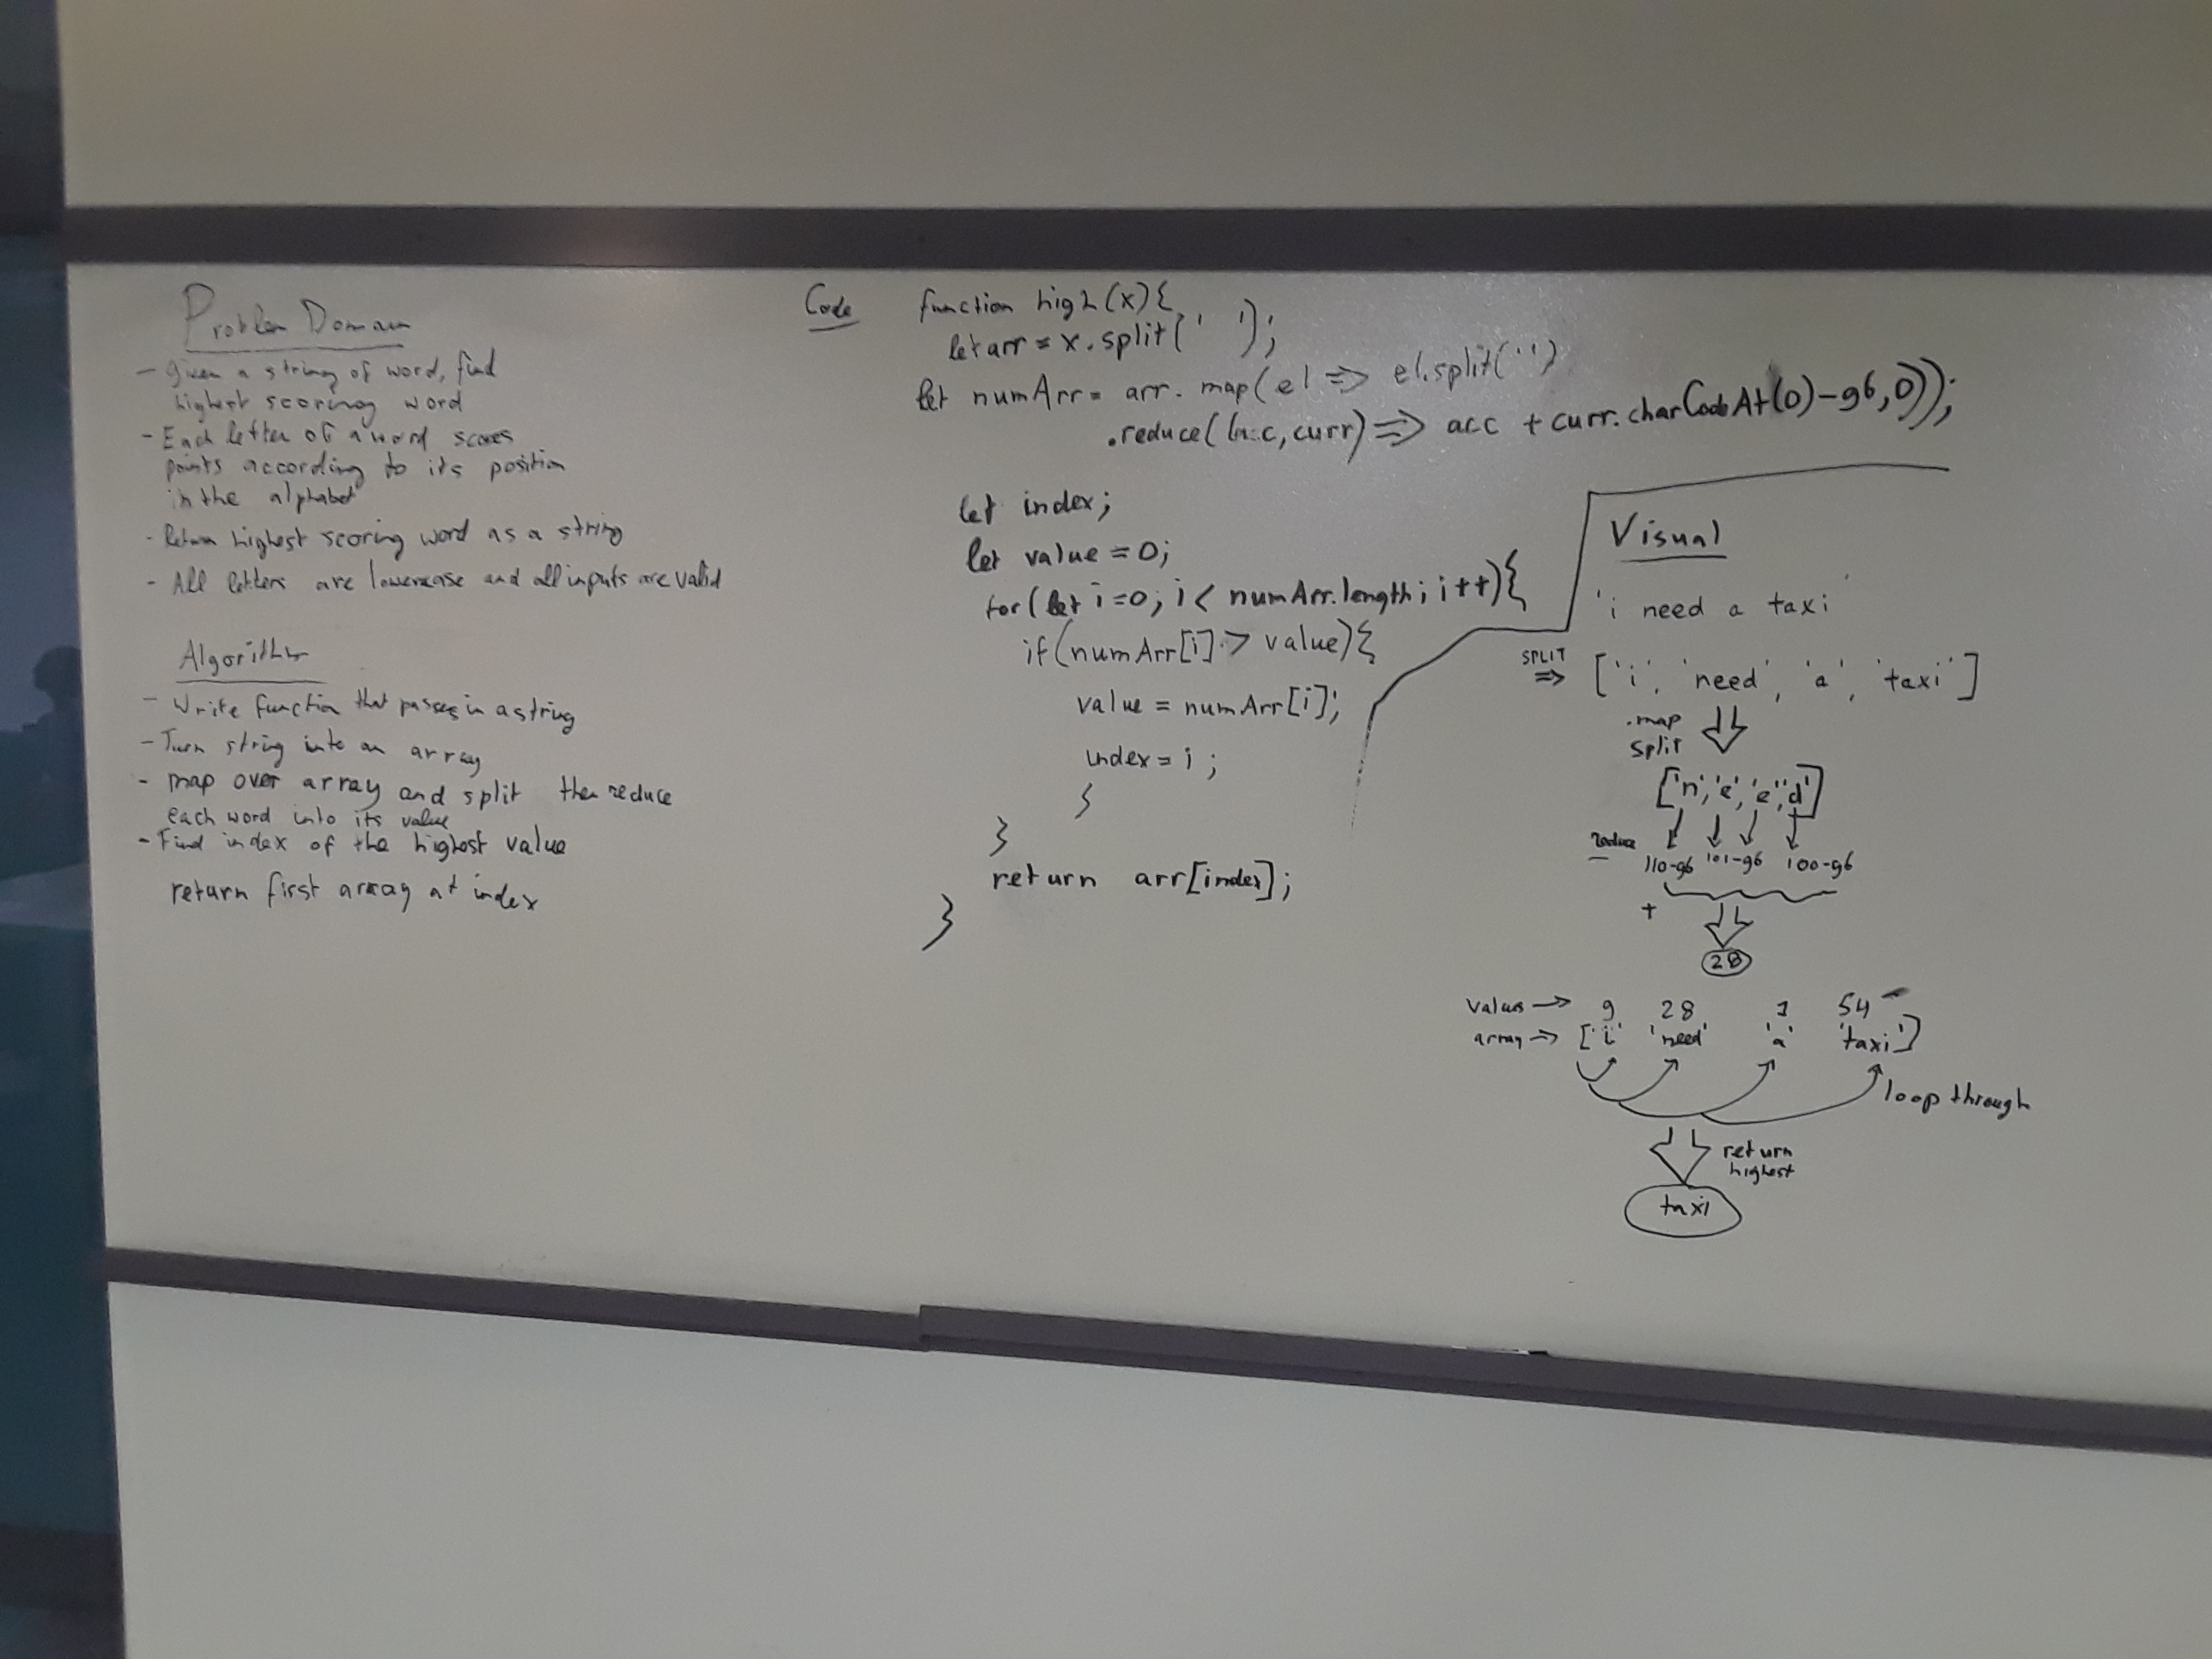 Problem Domain
- Given a string of word, find
highest scoring word
- Each letter of a word scores
points according to its position
in the alphabet
- Return highest scoring word as a string
- All letters are lowercase and all inputs are valid
Algorithm
- Write function that passes in a string
- Turn string into an array
- map over array and split then reduce
each word into its value
- Find index of the highest value
return first array at index
Code
function high(x){
let arr = x.split(' ');
let numArr = arr.map(el => el.split('')
.reduce((acc, curr) => acc + curr.charCodeAt(0)-96,0));
let index;
let value = 0;
for(let i=0; i < numArr.length; i++){
if(numArr[i] > value){
value = numArr[i];
index = i;
}
}
return arr[index];
}
Visual
'i need a taxi'
SPLIT
=> ['i', 'need', 'a', 'taxi']
.map
split
['n','e','e','d']
reduce
110-96 101-96 100-96
+
28
values → 9 28 1 54
array → ['i' 'need' 'a' 'taxi']
loop through
return
highest
taxi